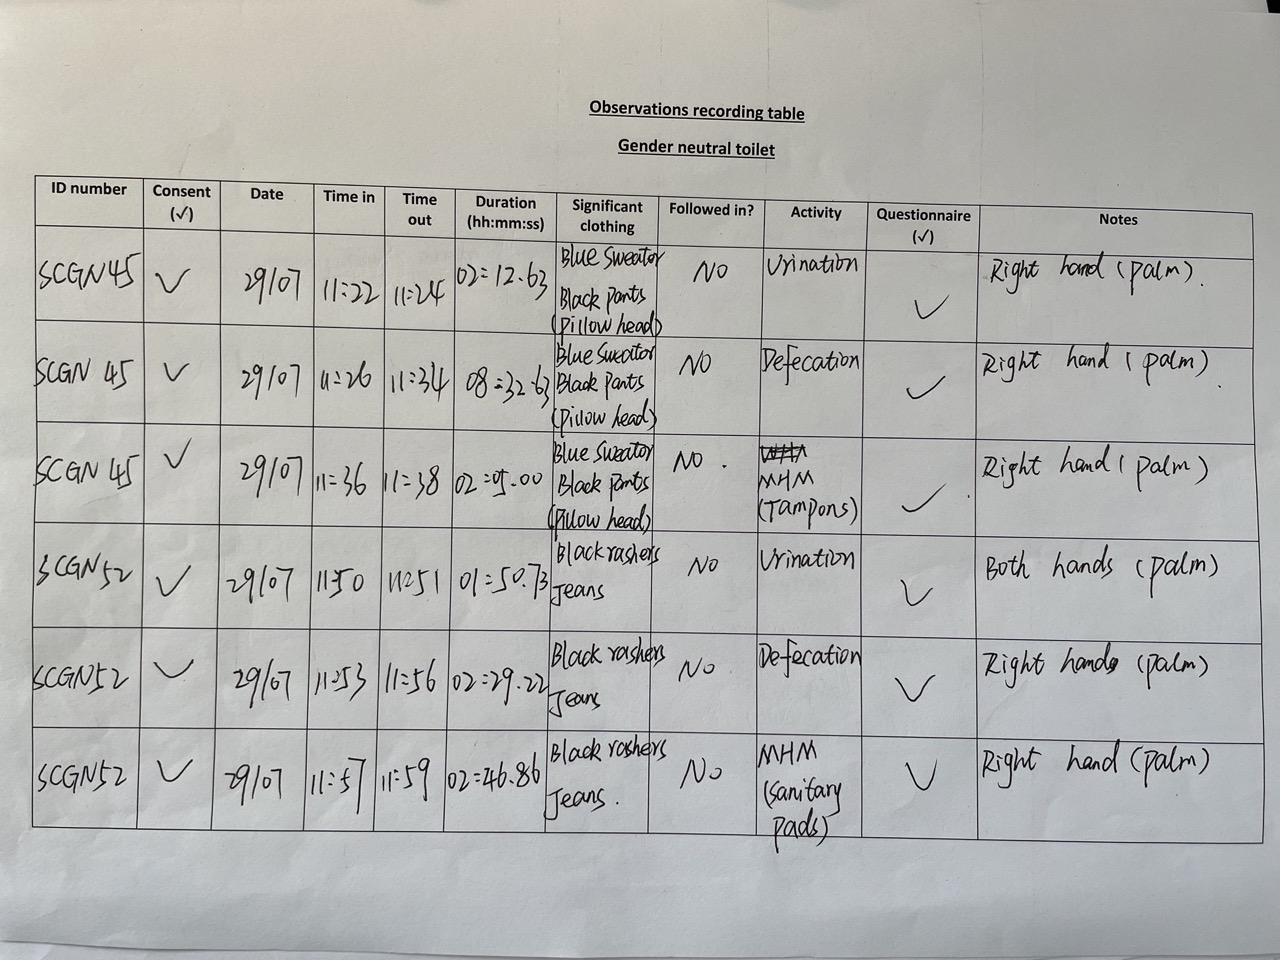 Observations recording table
Gender neutral toilet
ID number Consent (√) Date Time in Time out Duration (hh:mm:ss) Significant clothing Followed in? Activity Questionnaire (√) Notes
SCGN45 ✓ 29/07 11:22 11:24 02:12.63 Blue Sweator Black pants (pillow head) NO Urination ✓ Right hand (palm).
SCGN 45 ✓ 29/07 11:26 11:34 08:32.63 Blue Sweator Black pants (pillow head) NO Defecation ✓ Right hand (palm).
SCGN 45 ✓ 29/07 11:36 11:38 02:05.00 Blue Sweator Black pants (pillow head) NO. MHM (Tampons) ✓ Right hand (palm)
SCGN52 ✓ 29/07 11:50 11:51 01:50.73 Black rashers Jeans NO Urination ✓ Both hands (palm)
SCGN52 ✓ 29/07 11:53 11:56 02:29.22 Black rashers Jeans No Defecation ✓ Right hands (palm)
SCGN52 ✓ 29/07 11:57 11:59 02:46.86 Black rashers Jeans. No MHM (sanitary pads) ✓ Right hand (palm)